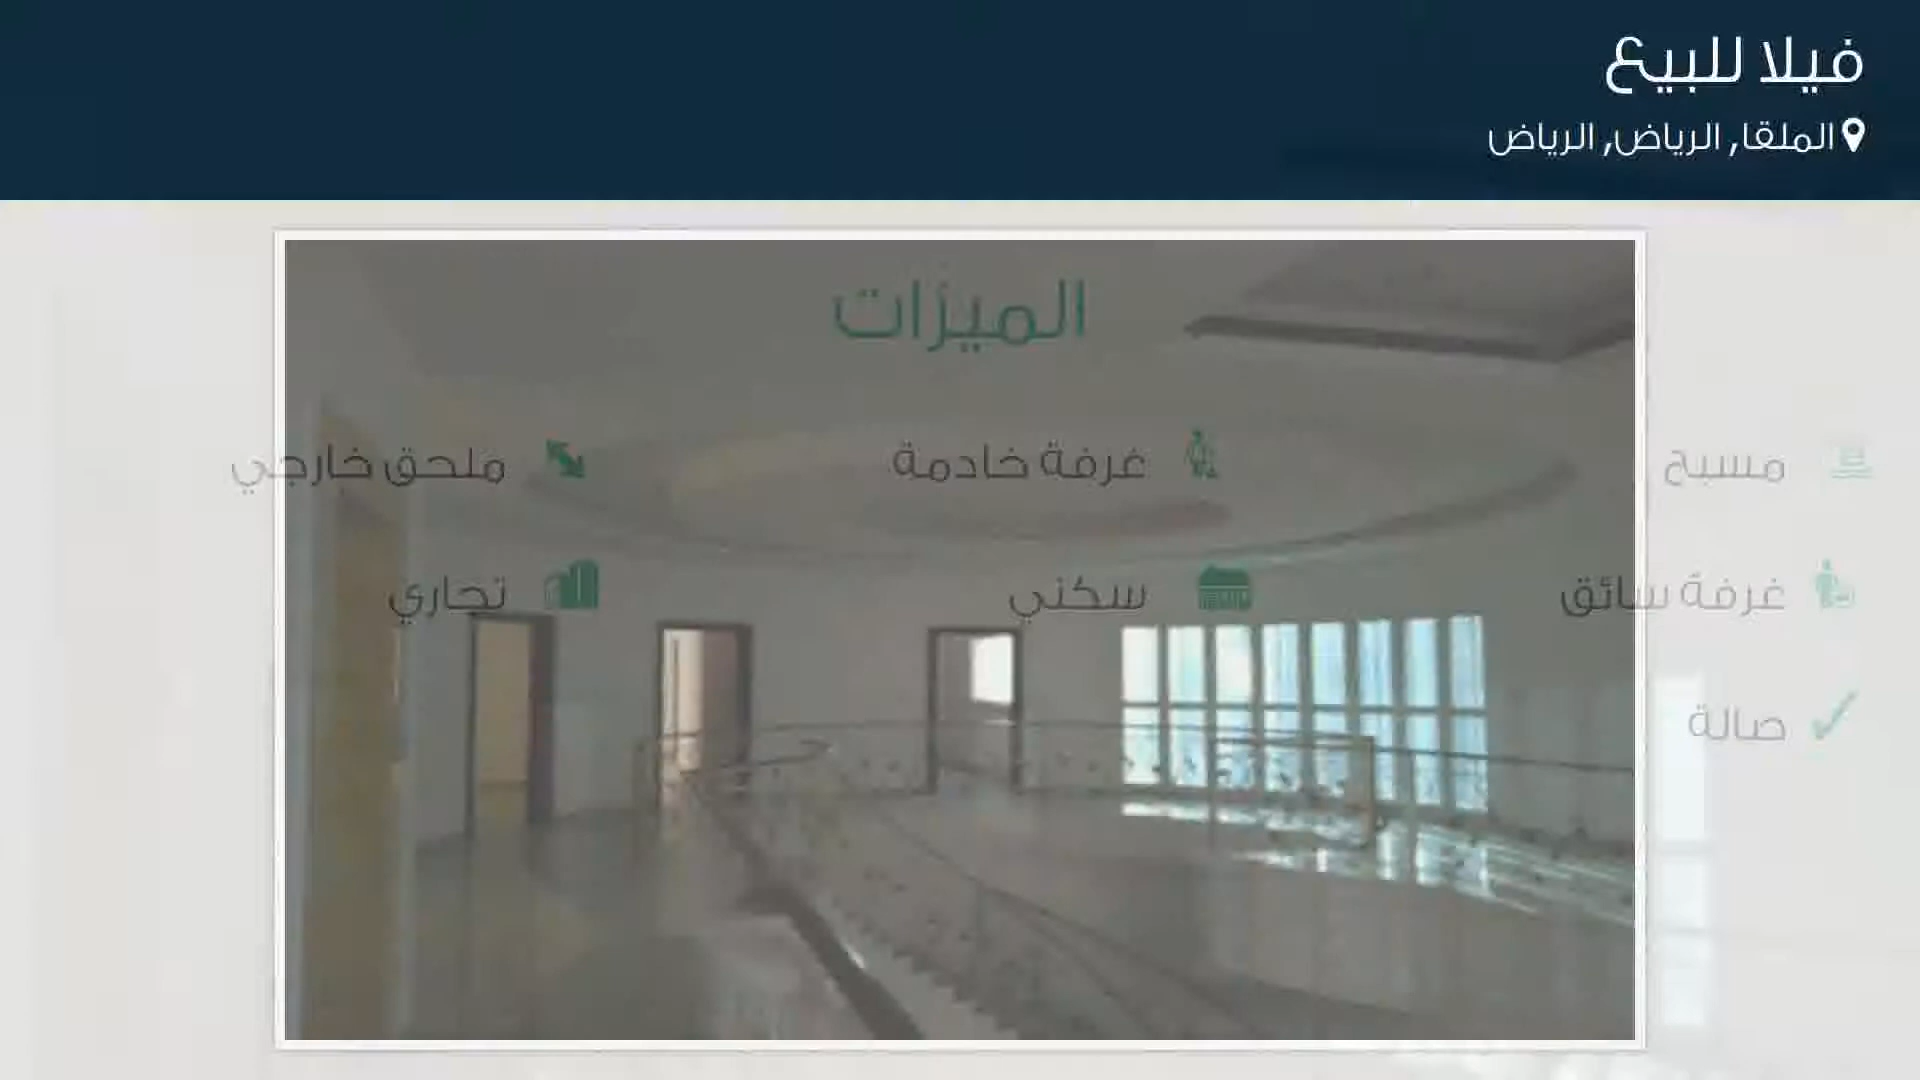 فيلا للبيع
الملقا, الرياض, الرياض
الميزات
مسبح
غرفة خادمة
ملحق خارجي
غرفة سائق
سكني
تجاري
صالة